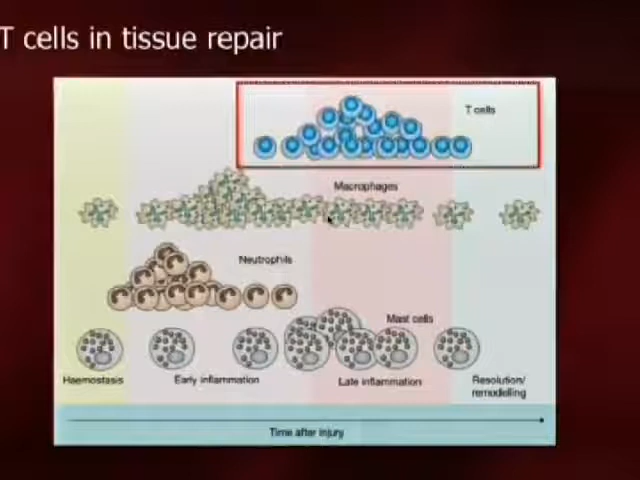 T cells in tissue repair
T cells
Macrophages
Neutrophils
Mast cells
Haemostasis
Early inflammation
Late inflammation
Resolution/
remodelling
Time after injury